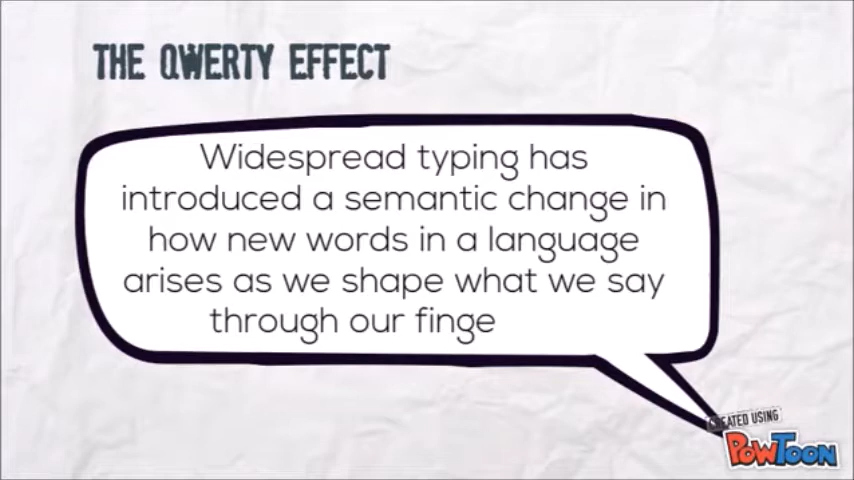 THE QWERTY EFFECT
Widespread typing has
introduced a semantic change in
how new words in a language
arises as we shape what we say
through our finge
CREATED USING
POWTOON